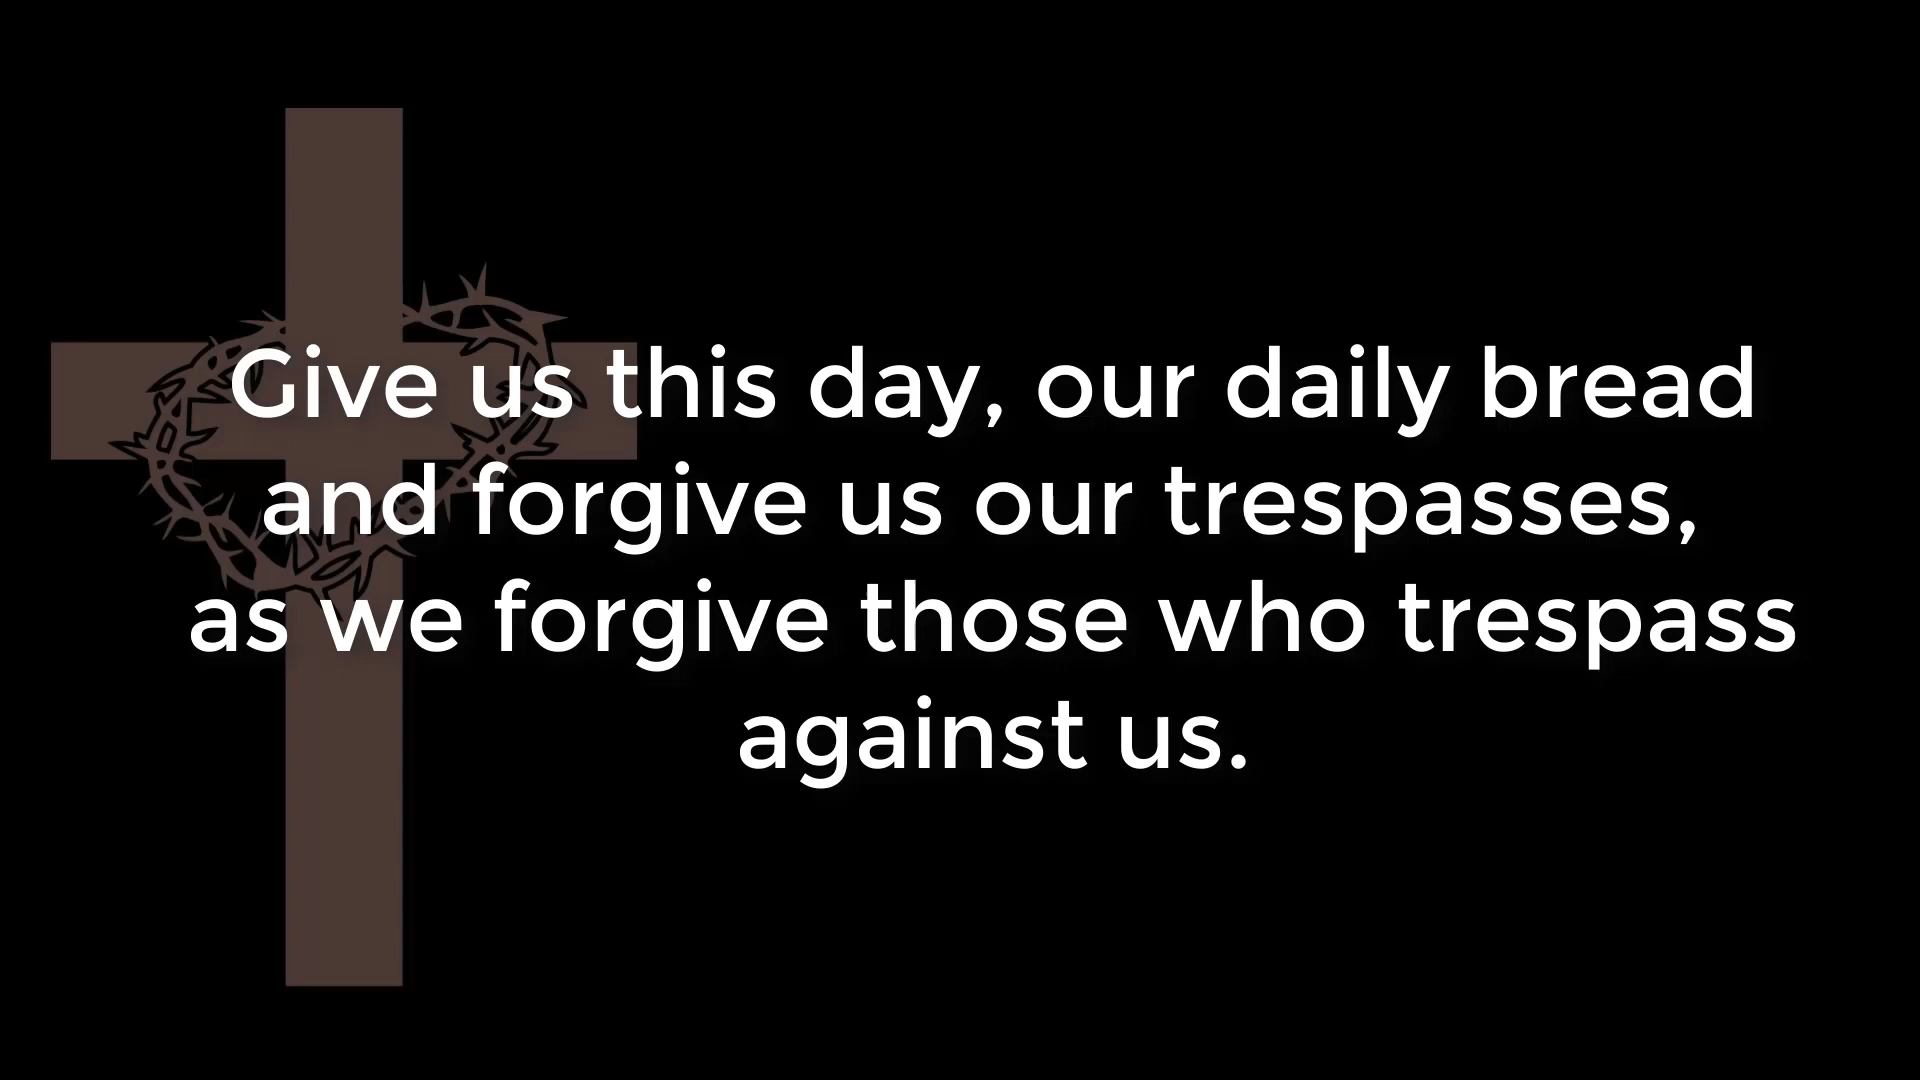 Give us this day, our daily bread
and forgive us our trespasses,
as we forgive those who trespass
against us.